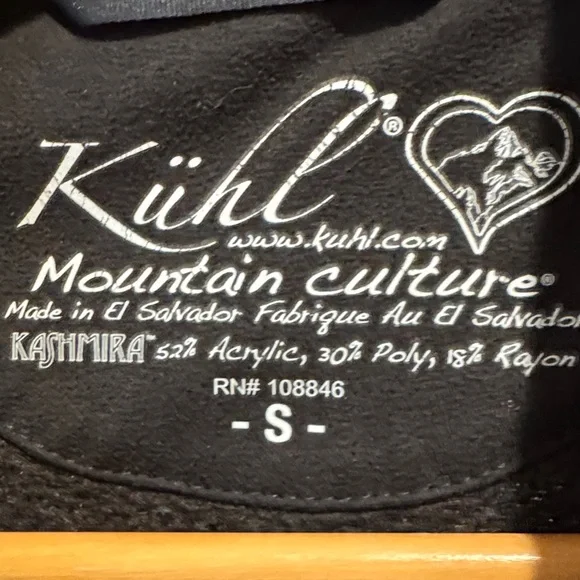 Kühl®
www.kuhl.com
Mountain culture®
Made in El Salvador Fabrique Au El Salvador
KASHMIRA™ 52% Acrylic, 30% Poly, 18% Rayon
RN# 108846
- S -